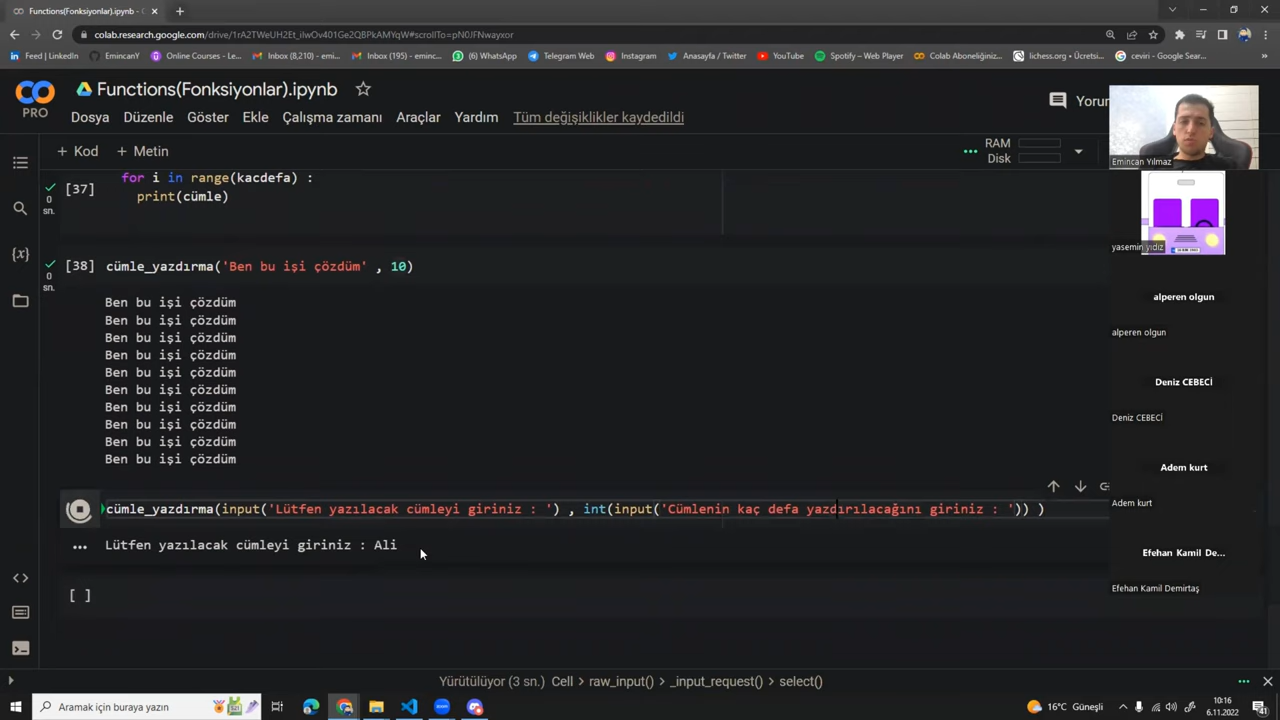 Functions(Fonksiyonlar).ipynb - C
colab.research.google.com/drive/1rA2TWeUH2Et_ilwOv401Ge2QBPkAMYqW#scrollTo=pN0JFNwayxor
Feed | LinkedIn
EmincanY
Online Courses - L...
Inbox (8,210) - emi...
Inbox (195) - eminc...
(6) WhatsApp
Telegram Web
Instagram
Anasayfa / Twitter
YouTube
Spotify – Web Player
Colab Aboneliğiniz...
lichess.org • Ücretsi...
ceviri - Google Sear...
PRO
Functions(Fonksiyonlar).ipynb
Dosya Düzenle Göster Ekle Çalışma zamanı Araçlar Yardım Tüm değişiklikler kaydedildi
Yorum
+ Kod + Metin
RAM
Disk
[37]
0
sn.
for i in range(kacdefa) :
print(cümle)
[38]
0
sn.
cümle_yazdırma('Ben bu işi çözdüm' , 10)
Ben bu işi çözdüm
Ben bu işi çözdüm
Ben bu işi çözdüm
Ben bu işi çözdüm
Ben bu işi çözdüm
Ben bu işi çözdüm
Ben bu işi çözdüm
Ben bu işi çözdüm
Ben bu işi çözdüm
Ben bu işi çözdüm
cümle_yazdırma(input('Lütfen yazılacak cümleyi giriniz : ') , int(input('Cümlenin kaç defa yazdırılacağını giriniz : ')) )
... Lütfen yazılacak cümleyi giriniz : Ali
[ ]
Emincan Yılmaz
yasemin yıdız
alperen olgun
alperen olgun
Deniz CEBECİ
Deniz CEBECİ
Adem kurt
Adem kurt
Efehan Kamil De...
Efehan Kamil Demirtaş
Yürütülüyor (3 sn.) Cell > raw_input() > _input_request() > select()
Aramak için buraya yazın
16°C Güneşli
10:16
6.11.2022